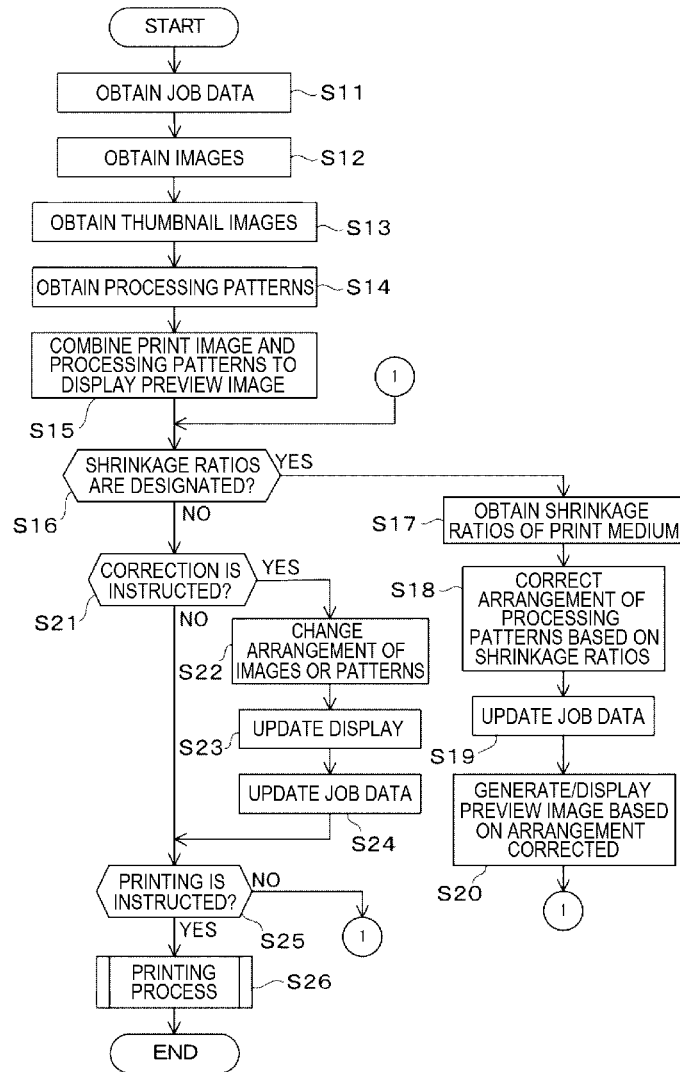 START
OBTAIN JOB DATA
S11
OBTAIN IMAGES
S12
OBTAIN THUMBNAIL IMAGES
S13
OBTAIN PROCESSING PATTERNS
S14
COMBINE PRINT IMAGE AND
PROCESSING PATTERNS TO
DISPLAY PREVIEW IMAGE
S15
1
SHRINKAGE RATIOS
ARE DESIGNATED?
YES
S16
NO
S17
OBTAIN SHRINKAGE
RATIOS OF PRINT MEDIUM
S18
CORRECT
ARRANGEMENT OF
PROCESSING
PATTERNS BASED ON
SHRINKAGE RATIOS
UPDATE JOB DATA
S19
GENERATE/DISPLAY
PREVIEW IMAGE BASED
ON ARRANGEMENT
CORRECTED
S20
1
CORRECTION IS
INSTRUCTED?
YES
S21
NO
CHANGE
ARRANGEMENT OF
IMAGES OR PATTERNS
S22
UPDATE DISPLAY
S23
UPDATE JOB DATA
S24
PRINTING IS
INSTRUCTED?
NO
S25
1
YES
PRINTING
PROCESS
S26
END